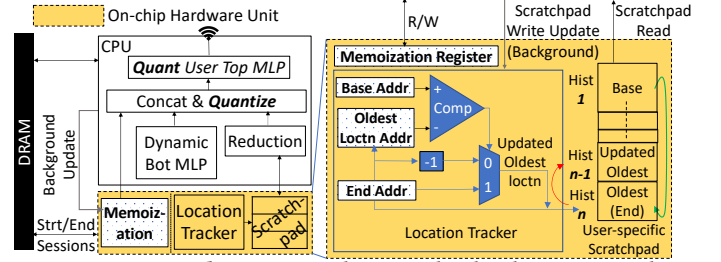 On-chip Hardware Unit
CPU
Quant User Top MLP
Concat & Quantize
Dynamic
Bot MLP
Reduction
DRAM
Background
Update
Strt/End
Sessions
Memoiz-
ation
Location
Tracker
Scratch-
pad
R/W
Scratchpad
Write Update
(Background)
Scratchpad
Read
Memoization Register
Base Addr
Oldest
Loctn Addr
End Addr
+
-
Comp
-1
0
1
Updated
Oldest
loctn
Location Tracker
Hist
1
Hist
n-1
Hist
n
Base
Updated
Oldest
Oldest
(End)
User-specific
Scratchpad